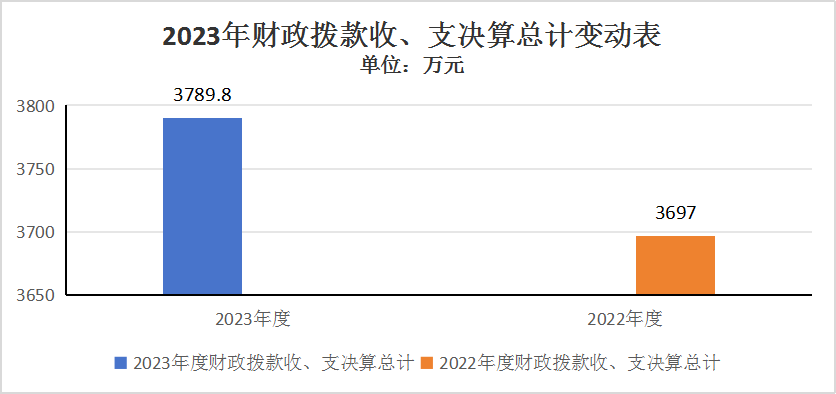 2023年财政拨款收、支决算总计变动表
单位：万元
3789.8
3800
3750
3697
3700
3650
2023年度
2022年度
2023年度财政拨款收、支决算总计
2022年度财政拨款收、支决算总计